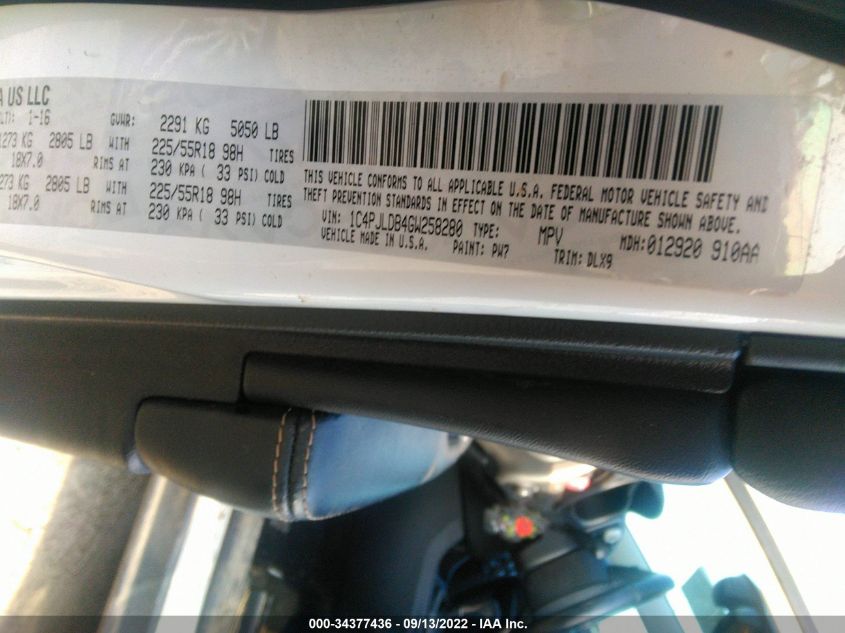 A US LLC
1-16
GVWR: 2291 KG 5050 LB
1273 KG 2805 LB WITH 225/55R18 98H TIRES
18X7.0 RIMS AT 230 KPA ( 33 PSI) COLD
1273 KG 2805 LB WITH 225/55R18 98H TIRES
18X7.0 RIMS AT 230 KPA ( 33 PSI) COLD
THIS VEHICLE CONFORMS TO ALL APPLICABLE U.S.A. FEDERAL MOTOR VEHICLE SAFETY AND
THEFT PREVENTION STANDARDS IN EFFECT ON THE DATE OF MANUFACTURE SHOWN ABOVE.
VIN: 1C4PJLDB4GW258280 TYPE: MPV MDH:012920 910AA
VEHICLE MADE IN U.S.A. PAINT: PW7 TRIM: DLX9
000-34377436 - 09/13/2022 - IAA Inc.